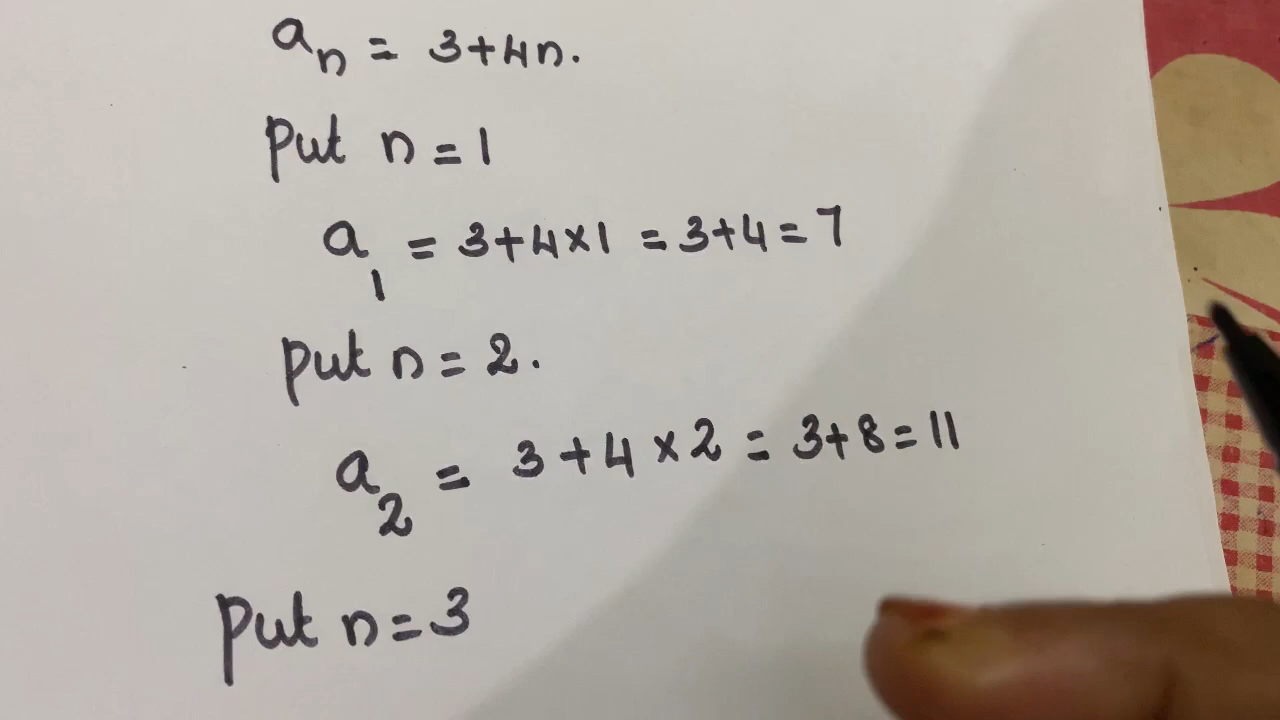 aₙ = 3+4n.
Put n = 1
a₁ = 3+4×1 = 3+4 = 7
Put n = 2.
a₂ = 3+4×2 = 3+8 = 11
Put n = 3